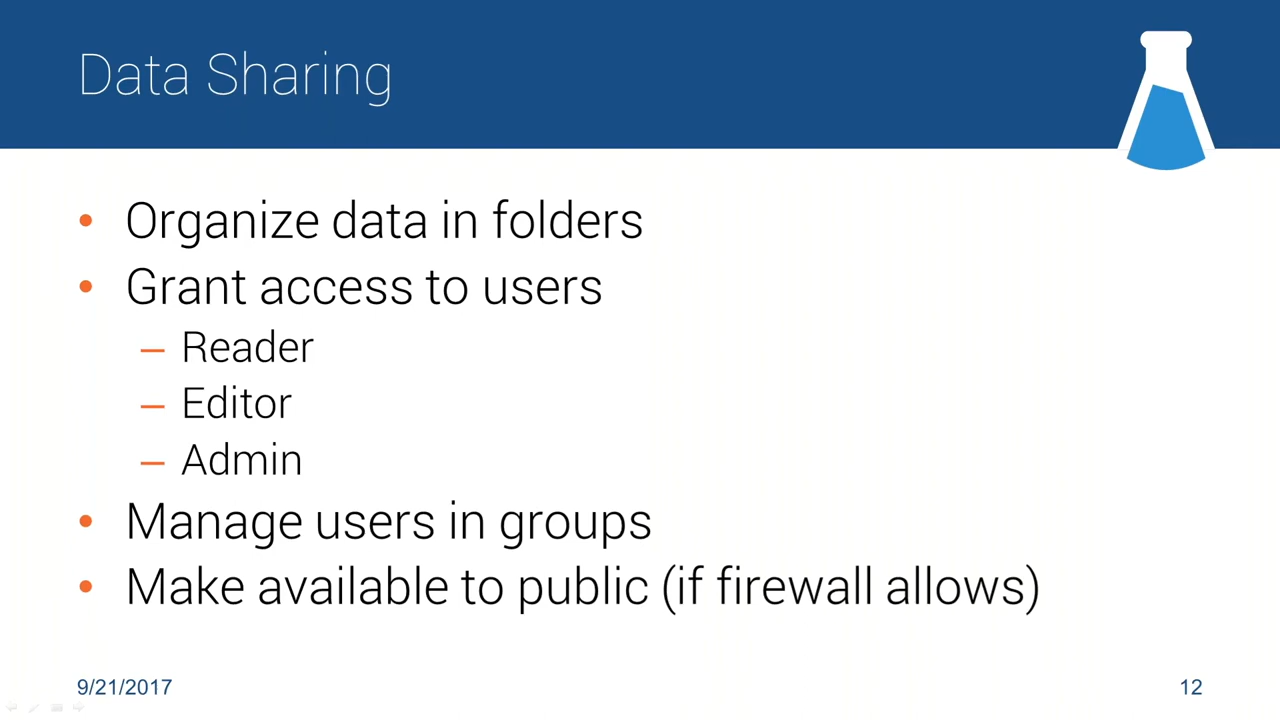 Data Sharing
• Organize data in folders
• Grant access to users
– Reader
– Editor
– Admin
• Manage users in groups
• Make available to public (if firewall allows)
9/21/2017
12